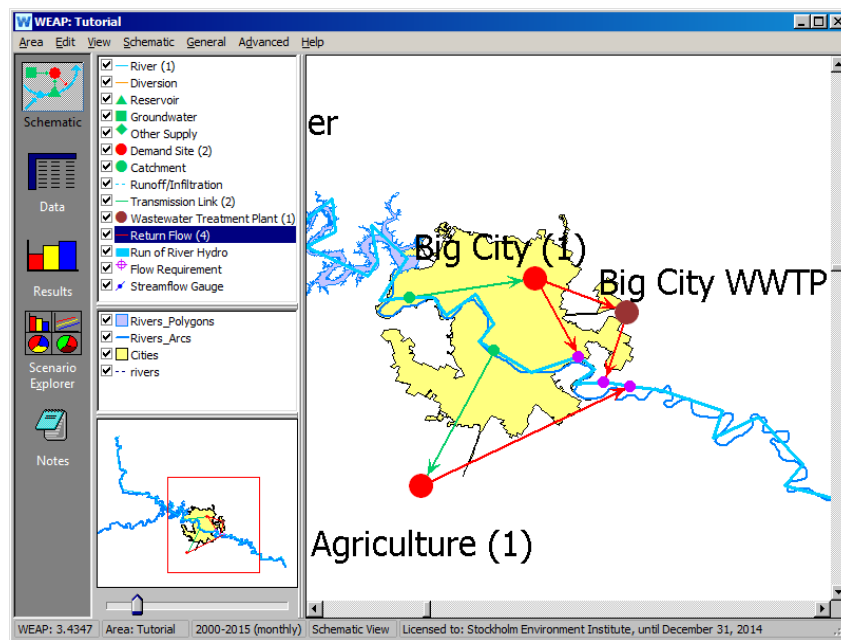 WEAP: Tutorial
Area Edit View Schematic General Advanced Help
Schematic
Data
Results
Scenario
Explorer
Notes
River (1)
Diversion
Reservoir
Groundwater
Other Supply
Demand Site (2)
Catchment
Runoff/Infiltration
Transmission Link (2)
Wastewater Treatment Plant (1)
Return Flow (4)
Run of River Hydro
Flow Requirement
Streamflow Gauge
Rivers_Polygons
Rivers_Arcs
Cities
rivers
er
Big City (1)
Big City WWTP
Agriculture (1)
WEAP: 3.4347 Area: Tutorial 2000-2015 (monthly) Schematic View Licensed to: Stockholm Environment Institute, until December 31, 2014